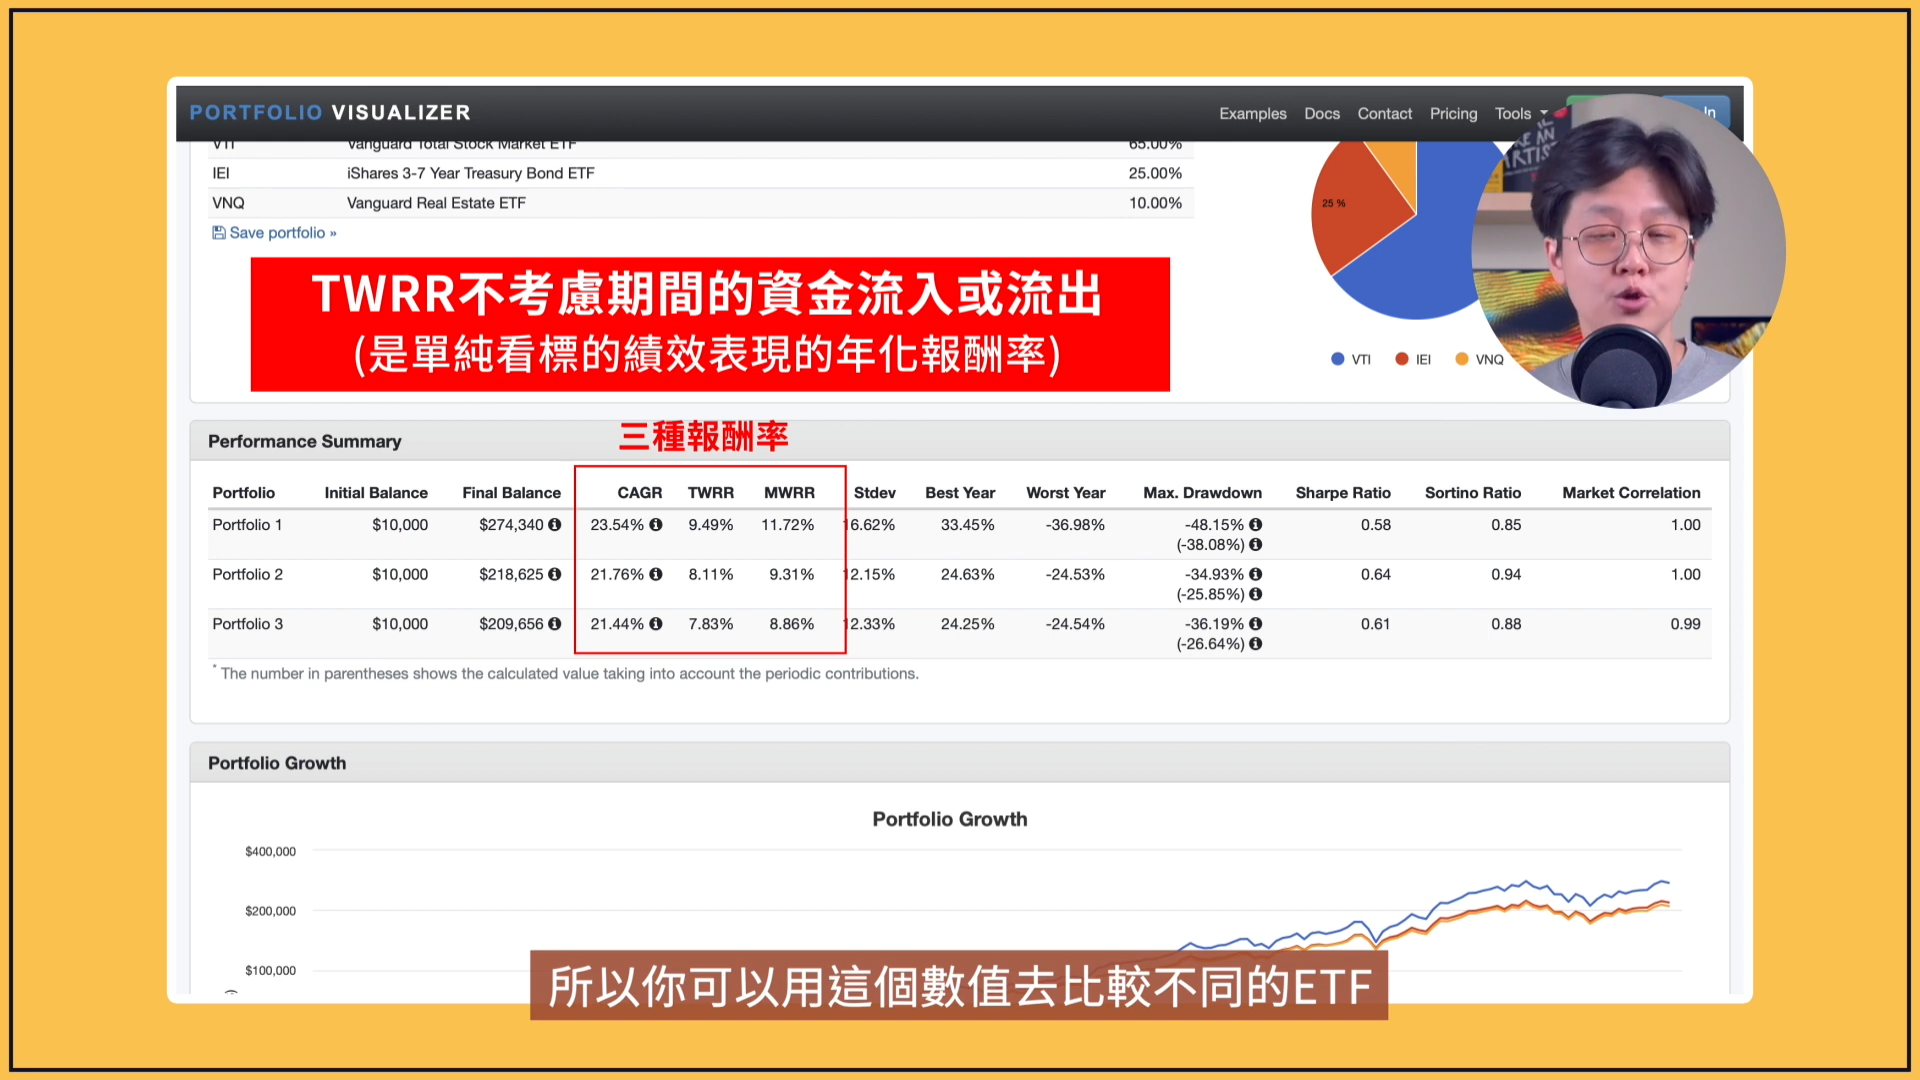 PORTFOLIO VISUALIZER
Examples Docs Contact Pricing Tools In
VTI Vanguard Total Stock Market ETF 65.00%
IEI iShares 3-7 Year Treasury Bond ETF 25.00%
VNQ Vanguard Real Estate ETF 10.00%
Save portfolio »
25 %
VTI IEI VNQ
TWRR不考慮期間的資金流入或流出
(是單純看標的績效表現的年化報酬率)
三種報酬率
Performance Summary
Portfolio Initial Balance Final Balance CAGR TWRR MWRR Stdev Best Year Worst Year Max. Drawdown Sharpe Ratio Sortino Ratio Market Correlation
Portfolio 1 $10,000 $274,340 23.54% 9.49% 11.72% 16.62% 33.45% -36.98% -48.15% 0.58 0.85 1.00
(-38.08%)
Portfolio 2 $10,000 $218,625 21.76% 8.11% 9.31% 12.15% 24.63% -24.53% -34.93% 0.64 0.94 1.00
(-25.85%)
Portfolio 3 $10,000 $209,656 21.44% 7.83% 8.86% 12.33% 24.25% -24.54% -36.19% 0.61 0.88 0.99
(-26.64%)
* The number in parentheses shows the calculated value taking into account the periodic contributions.
Portfolio Growth
Portfolio Growth
$400,000
$200,000
$100,000
所以你可以用這個數值去比較不同的ETF